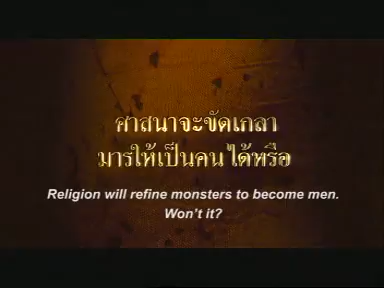 ศาสนาจะขัดเกลา
มารให้เป็นคนได้หรือ
Religion will refine monsters to become men.
Won't it?